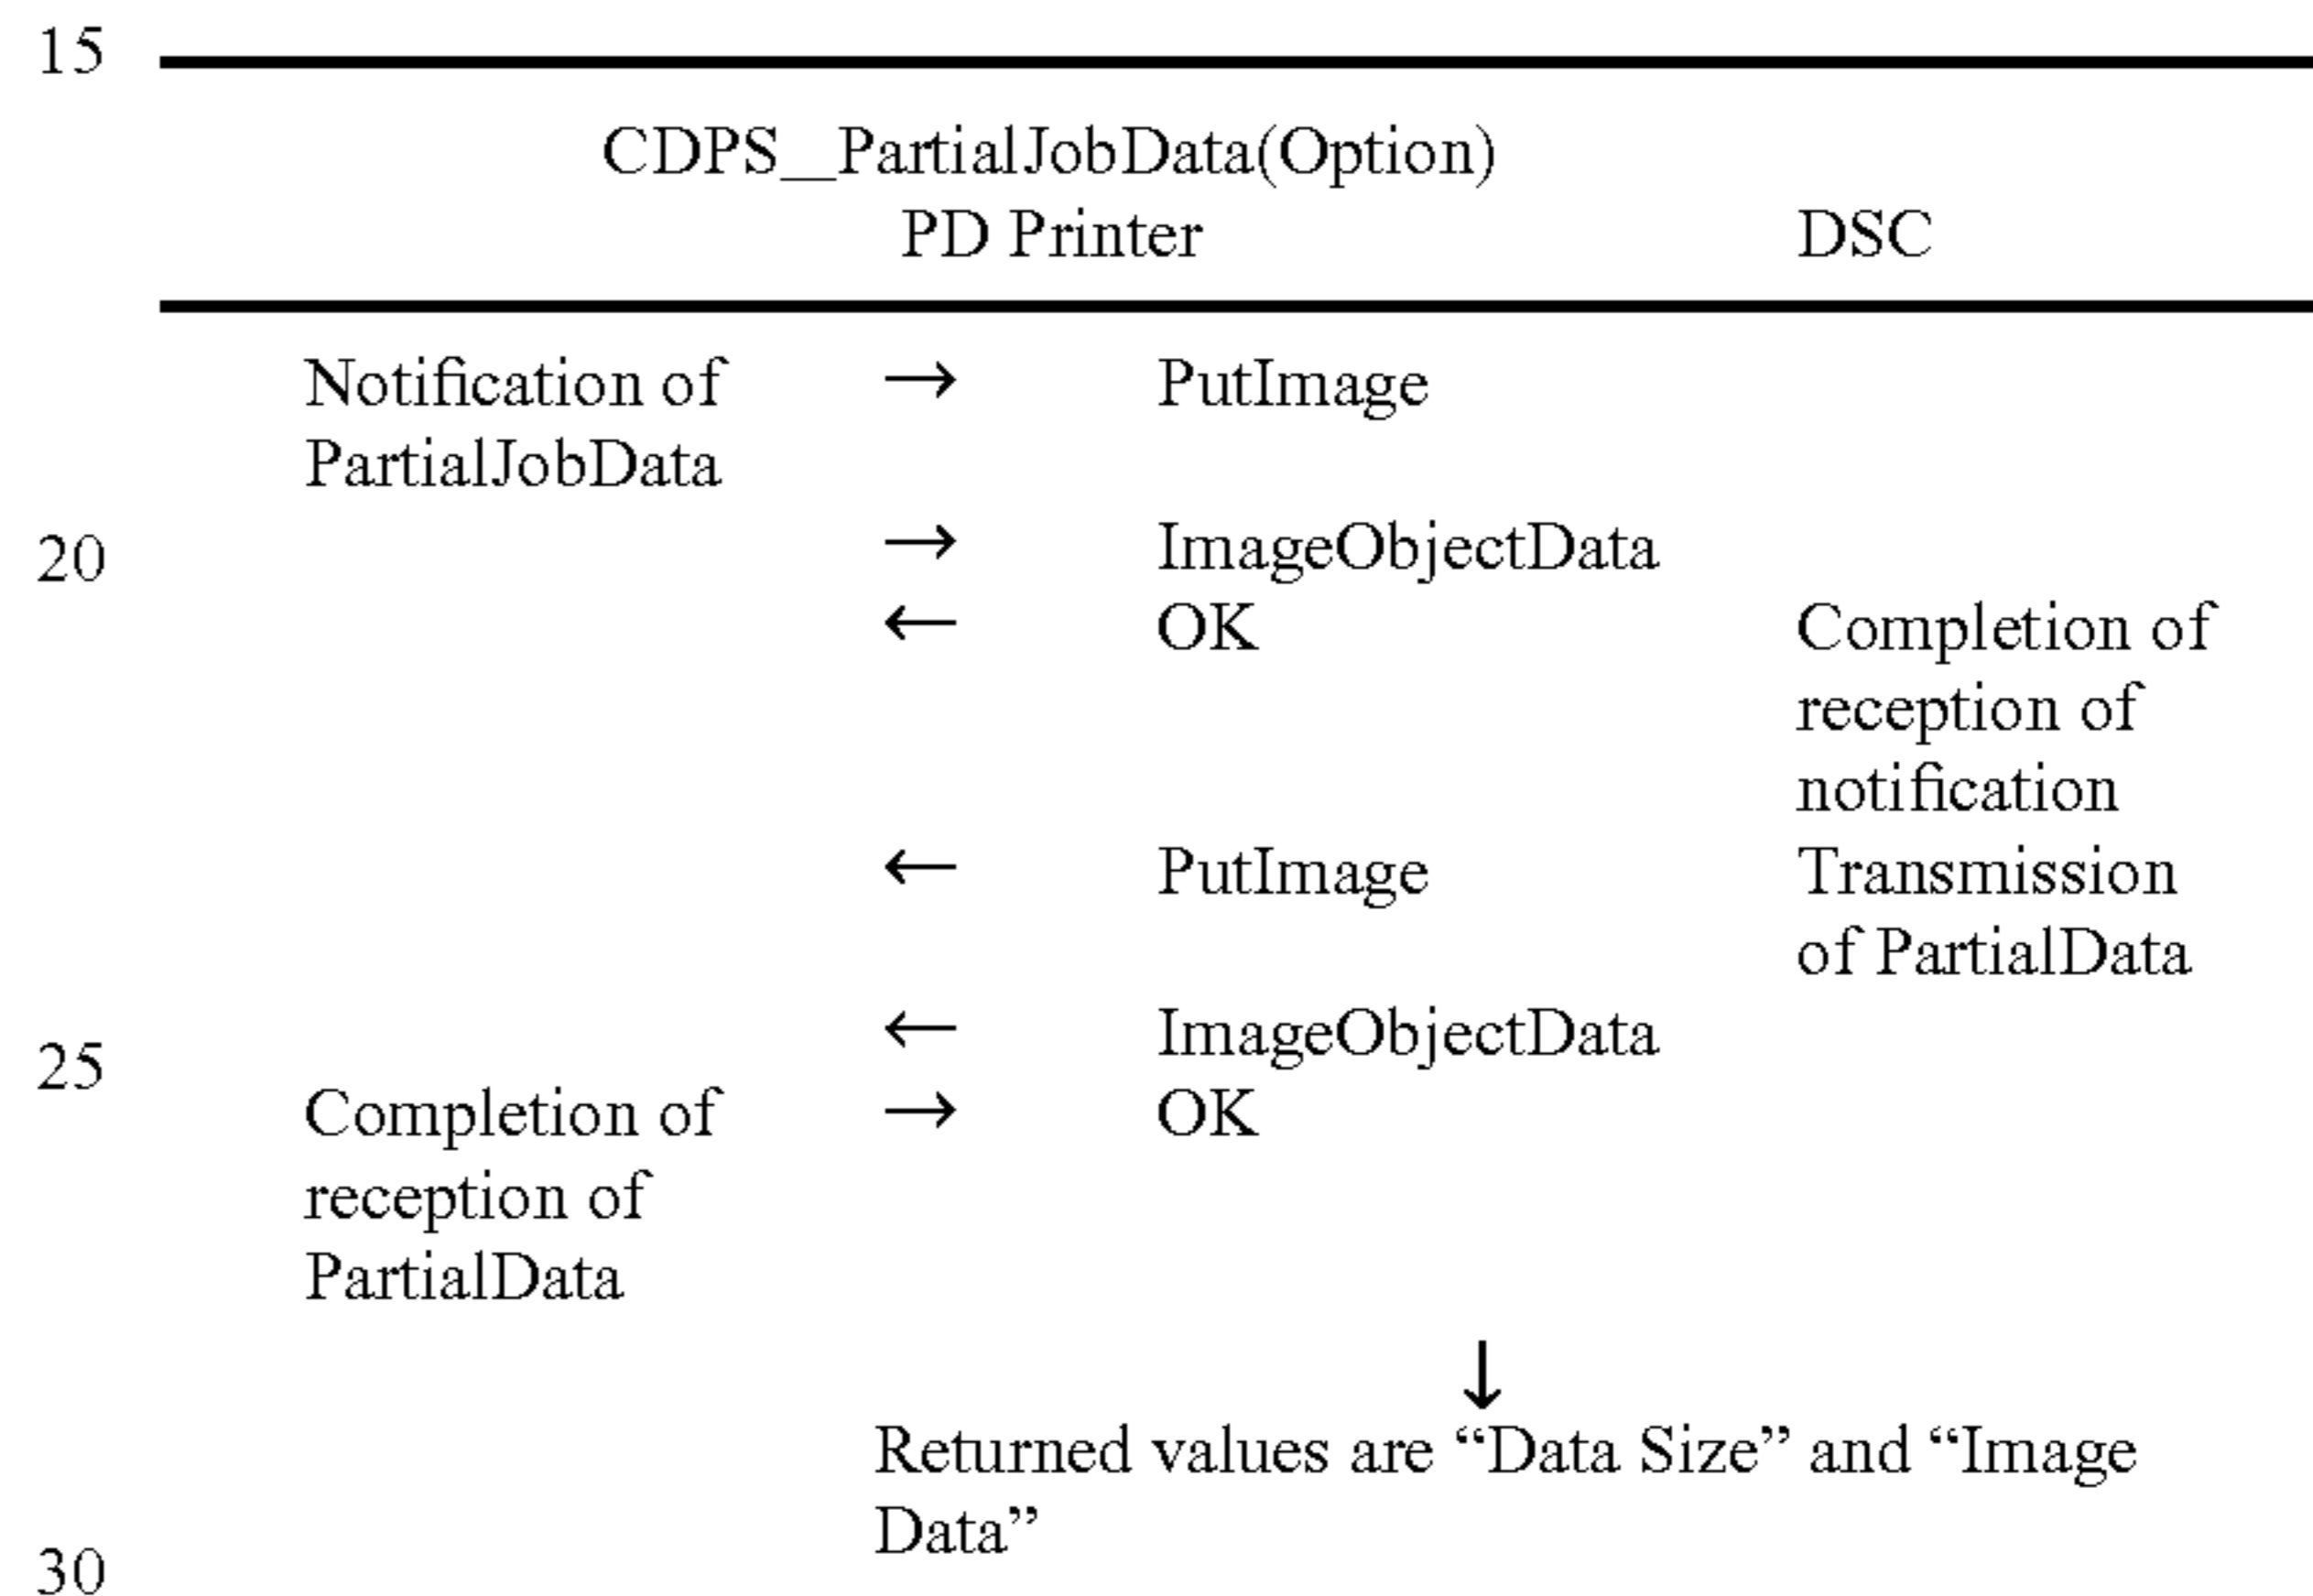 15
CDPS__PartialJobData(Option)
PD Printer DSC
Notification of → PutImage
PartialJobData
→ ImageObjectData
20
← OK Completion of
reception of
notification
← PutImage Transmission
of PartialData
← ImageObjectData
25
Completion of → OK
reception of
PartialData
↓
Returned values are “Data Size” and “Image
Data”
30